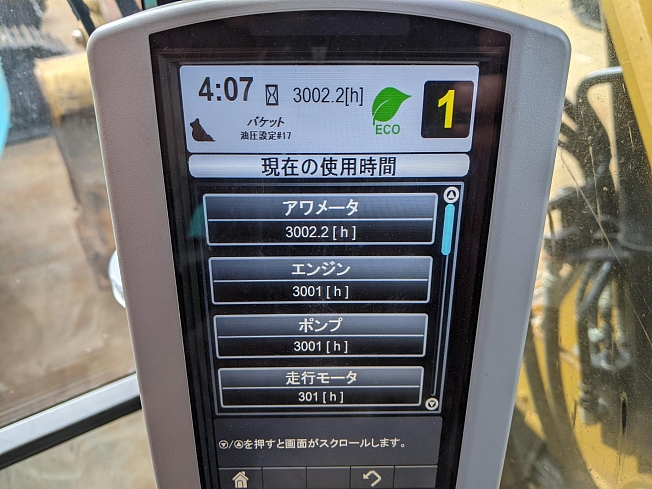 4:07 3002.2[h] 1
バケット
油圧設定#17
ECO
現在の使用時間
アワメータ
3002.2 [ h ]
エンジン
3001 [ h ]
ポンプ
3001 [ h ]
走行モータ
301 [ h ]
▽/△を押すと画面がスクロールします。